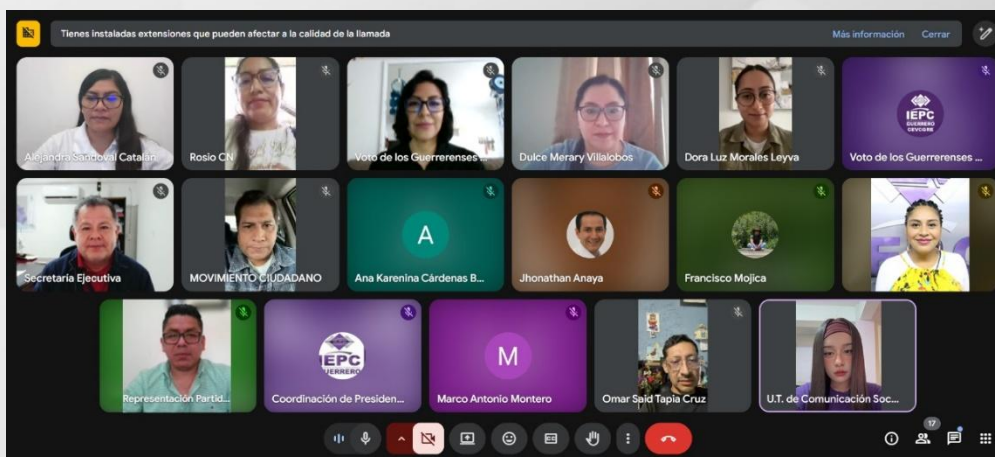 Tienes instaladas extensiones que pueden afectar a la calidad de la llamada
Más información
Cerrar
Alejandra Sandoval Catalán
Rosio CN
Voto de los Guerrerenses ...
Dulce Merary Villalobos
Dora Luz Morales Leyva
IEPC
GUERRERO
CEVCGRE
Voto de los Guerrerenses ...
Secretaría Ejecutiva
MOVIMIENTO CIUDADANO
A
Ana Karenina Cárdenas B...
Jhonathan Anaya
Francisco Mojica
Representación Partid...
IEPC
GUERRERO
Coordinación de Presiden...
M
Marco Antonio Montero
Omar Said Tapia Cruz
U.T. de Comunicación Soc...
17